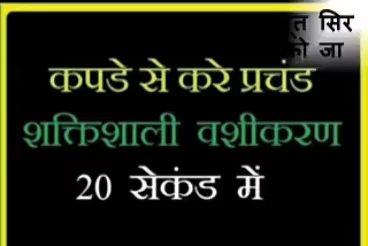 सिर
जा
कपडे से करे प्रचंड
शक्तिशाली वशीकरण
20 सेकंड में